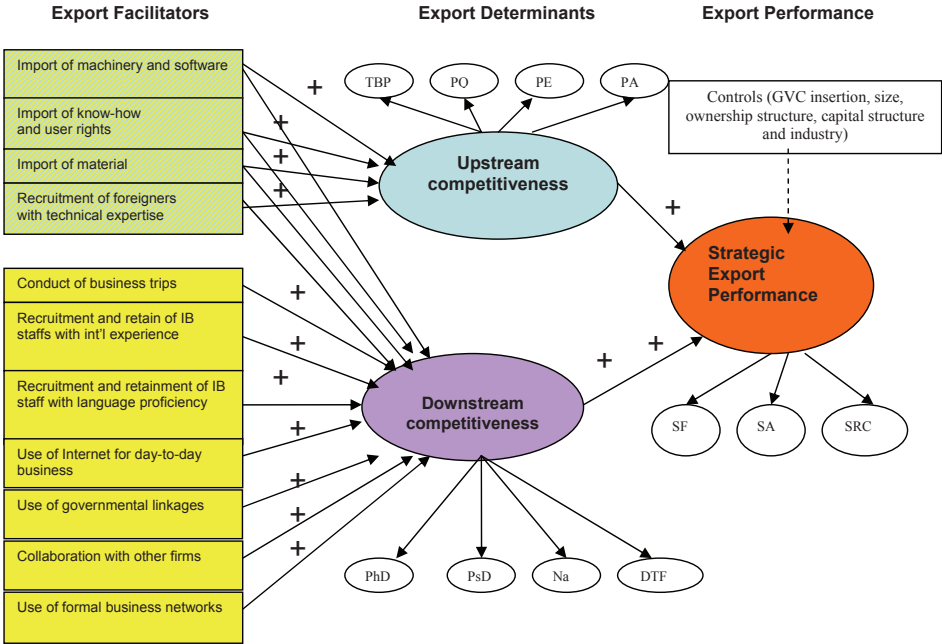 Export Facilitators
Export Determinants
Export Performance
Import of machinery and software
Import of know-how
and user rights
Import of material
Recruitment of foreigners
with technical expertise
Conduct of business trips
Recruitment and retain of IB
staffs with int'l experience
Recruitment and retainment of IB
staff with language proficiency
Use of Internet for day-to-day
business
Use of governmental linkages
Collaboration with other firms
Use of formal business networks
+
+
+
+
+
+
+
+
+
+
+
TBP
PQ
PE
PA
Upstream
competitiveness
Downstream
competitiveness
PhD
PsD
Na
DTF
+
+
+
Controls (GVC insertion, size,
ownership structure, capital structure
and industry)
Strategic
Export
Performance
SF
SA
SRC